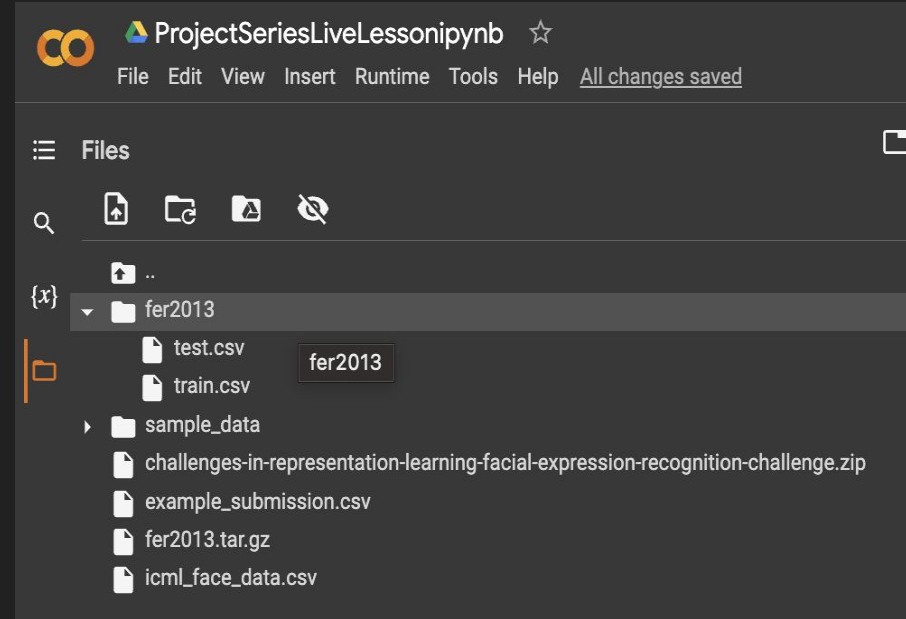 ProjectSeriesLiveLessonipynb
File Edit View Insert Runtime Tools Help All changes saved
Files
..
{x}
fer2013
test.csv
fer2013
train.csv
sample_data
challenges-in-representation-learning-facial-expression-recognition-challenge.zip
example_submission.csv
fer2013.tar.gz
icml_face_data.csv